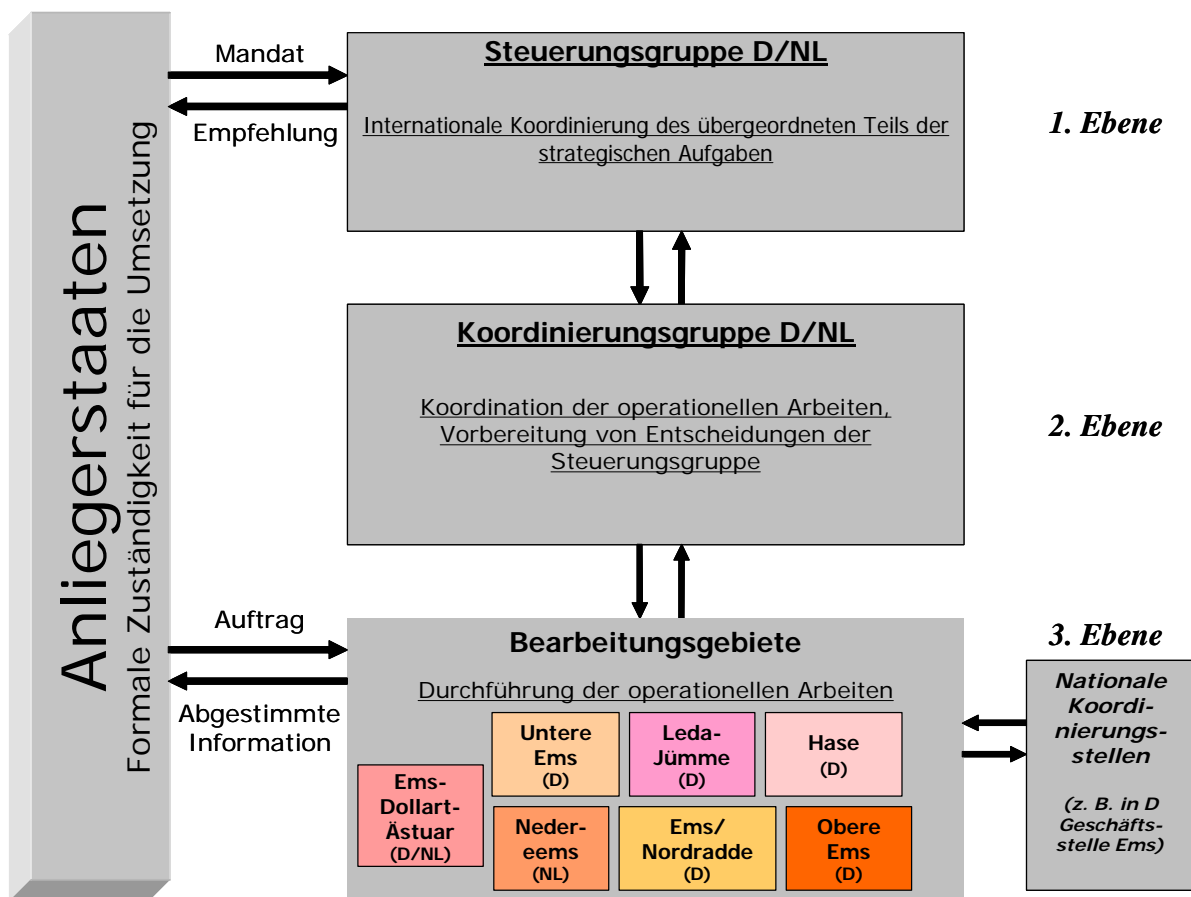 Anliegerstaaten
Formale Zuständigkeit für die Umsetzung
Mandat
Empfehlung
Steuerungsgruppe D/NL
Internationale Koordinierung des übergeordneten Teils der
strategischen Aufgaben
1. Ebene
Koordinierungsgruppe D/NL
Koordination der operationellen Arbeiten,
Vorbereitung von Entscheidungen der
Steuerungsgruppe
2. Ebene
Auftrag
Abgestimmte
Information
Bearbeitungsgebiete
Durchführung der operationellen Arbeiten
Ems-
Dollart-
Ästuar
(D/NL)
Untere
Ems
(D)
Leda-
Jümme
(D)
Hase
(D)
Neder-
eems
(NL)
Ems/
Nordradde
(D)
Obere
Ems
(D)
3. Ebene
Nationale
Koordi-
nierungs-
stellen
(z. B. in D
Geschäfts-
stelle Ems)